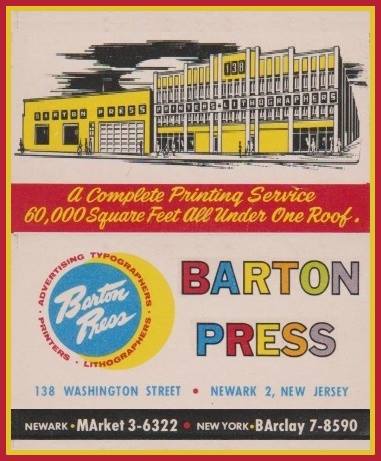 138
BARTON PRESS
PRINTERS • LITHOGRAPHERS
A Complete Printing Service
60,000 Square Feet All Under One Roof.
• ADVERTISING TYPOGRAPHERS • LITHOGRAPHERS • PRINTERS
Barton
Press
BARTON
PRESS
138 WASHINGTON STREET • NEWARK 2, NEW JERSEY
NEWARK • MArket 3-6322 • NEW YORK • BArclay 7-8590